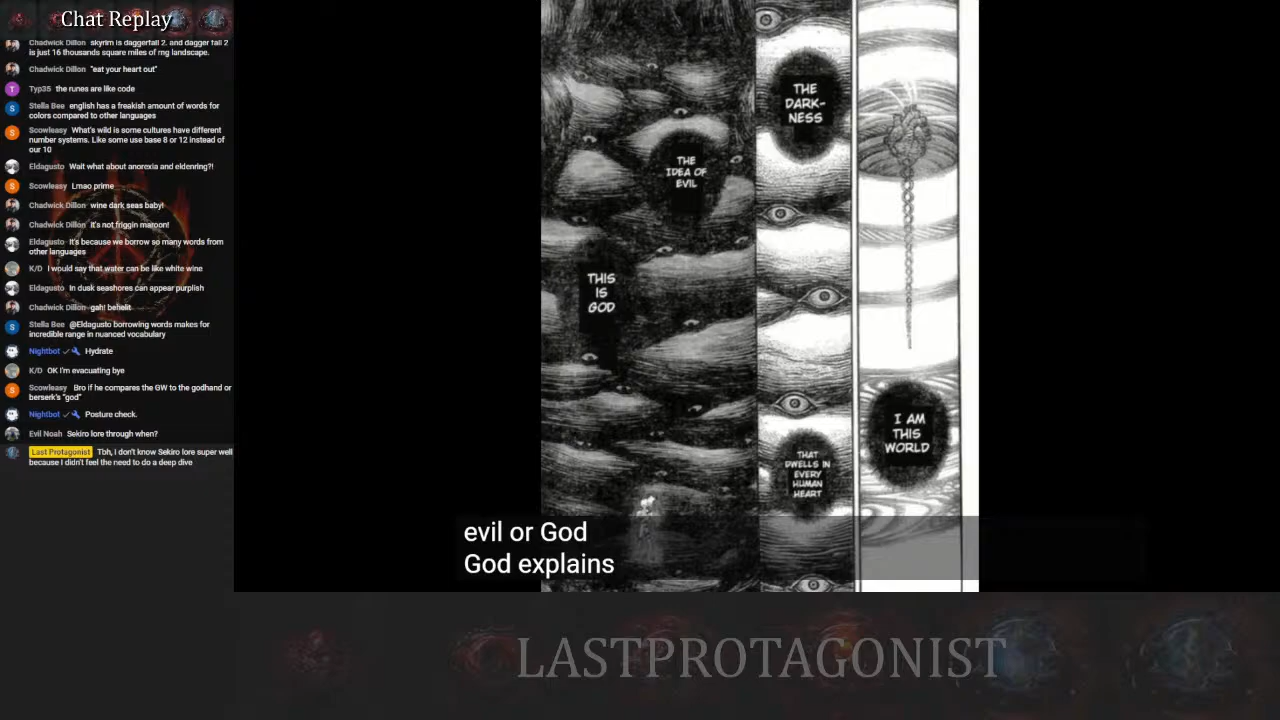 Chat Replay
Chadwick Dillon skyrim is daggerfall 2. and dagger fall 2
is just 16 thousands square miles of rng landscape.
Chadwick Dillon "eat your heart out"
Typ35 the runes are like code
Stella Bee english has a freakish amount of words for
colors compared to other languages
Scowleasy What's wild is some cultures have different
number systems. Like some use base 8 or 12 instead of
our 10
Eldagusto Wait what about anorexia and eldenring?!
Scowleasy Lmao prime
Chadwick Dillon wine dark seas baby!
Chadwick Dillon it's not friggin maroon!
Eldagusto It's because we borrow so many words from
other languages
K/D I would say that water can be like white wine
Eldagusto In dusk seashores can appear purplish
Chadwick Dillon gah! behelit
Stella Bee @Eldagusto borrowing words makes for
incredible range in nuanced vocabulary
Nightbot Hydrate
K/D OK I'm evacuating bye
Scowleasy Bro if he compares the GW to the godhand or
berserk's "god"
Nightbot Posture check.
Evil Noah Sekiro lore through when?
Last Protagonist Tbh, i don't know Sekiro lore super well
because I didn't feel the need to do a deep dive
THE
IDEA OF
EVIL
THIS
IS
GOD
THE
DARK-
NESS
THAT
DWELLS IN
EVERY
HUMAN
HEART
I AM
THIS
WORLD
evil or God
God explains
LASTPROTAGONIST